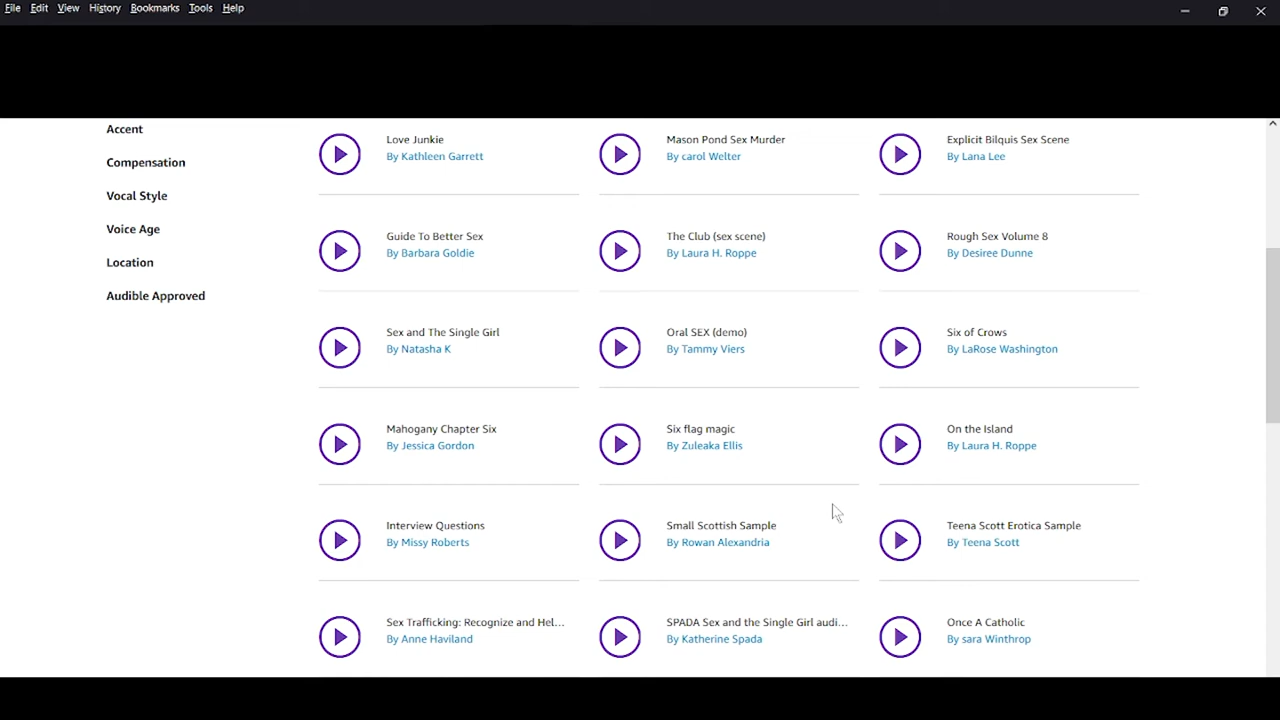 File Edit View History Bookmarks Tools Help
Accent
Compensation
Vocal Style
Voice Age
Location
Audible Approved
Love Junkie
By Kathleen Garrett
Mason Pond Sex Murder
By carol Welter
Explicit Bilquis Sex Scene
By Lana Lee
Guide To Better Sex
By Barbara Goldie
The Club (sex scene)
By Laura H. Roppe
Rough Sex Volume 8
By Desiree Dunne
Sex and The Single Girl
By Natasha K
Oral SEX (demo)
By Tammy Viers
Six of Crows
By LaRose Washington
Mahogany Chapter Six
By Jessica Gordon
Six flag magic
By Zuleaka Ellis
On the Island
By Laura H. Roppe
Interview Questions
By Missy Roberts
Small Scottish Sample
By Rowan Alexandria
Teena Scott Erotica Sample
By Teena Scott
Sex Trafficking: Recognize and Hel...
By Anne Haviland
SPADA Sex and the Single Girl audi...
By Katherine Spada
Once A Catholic
By sara Winthrop